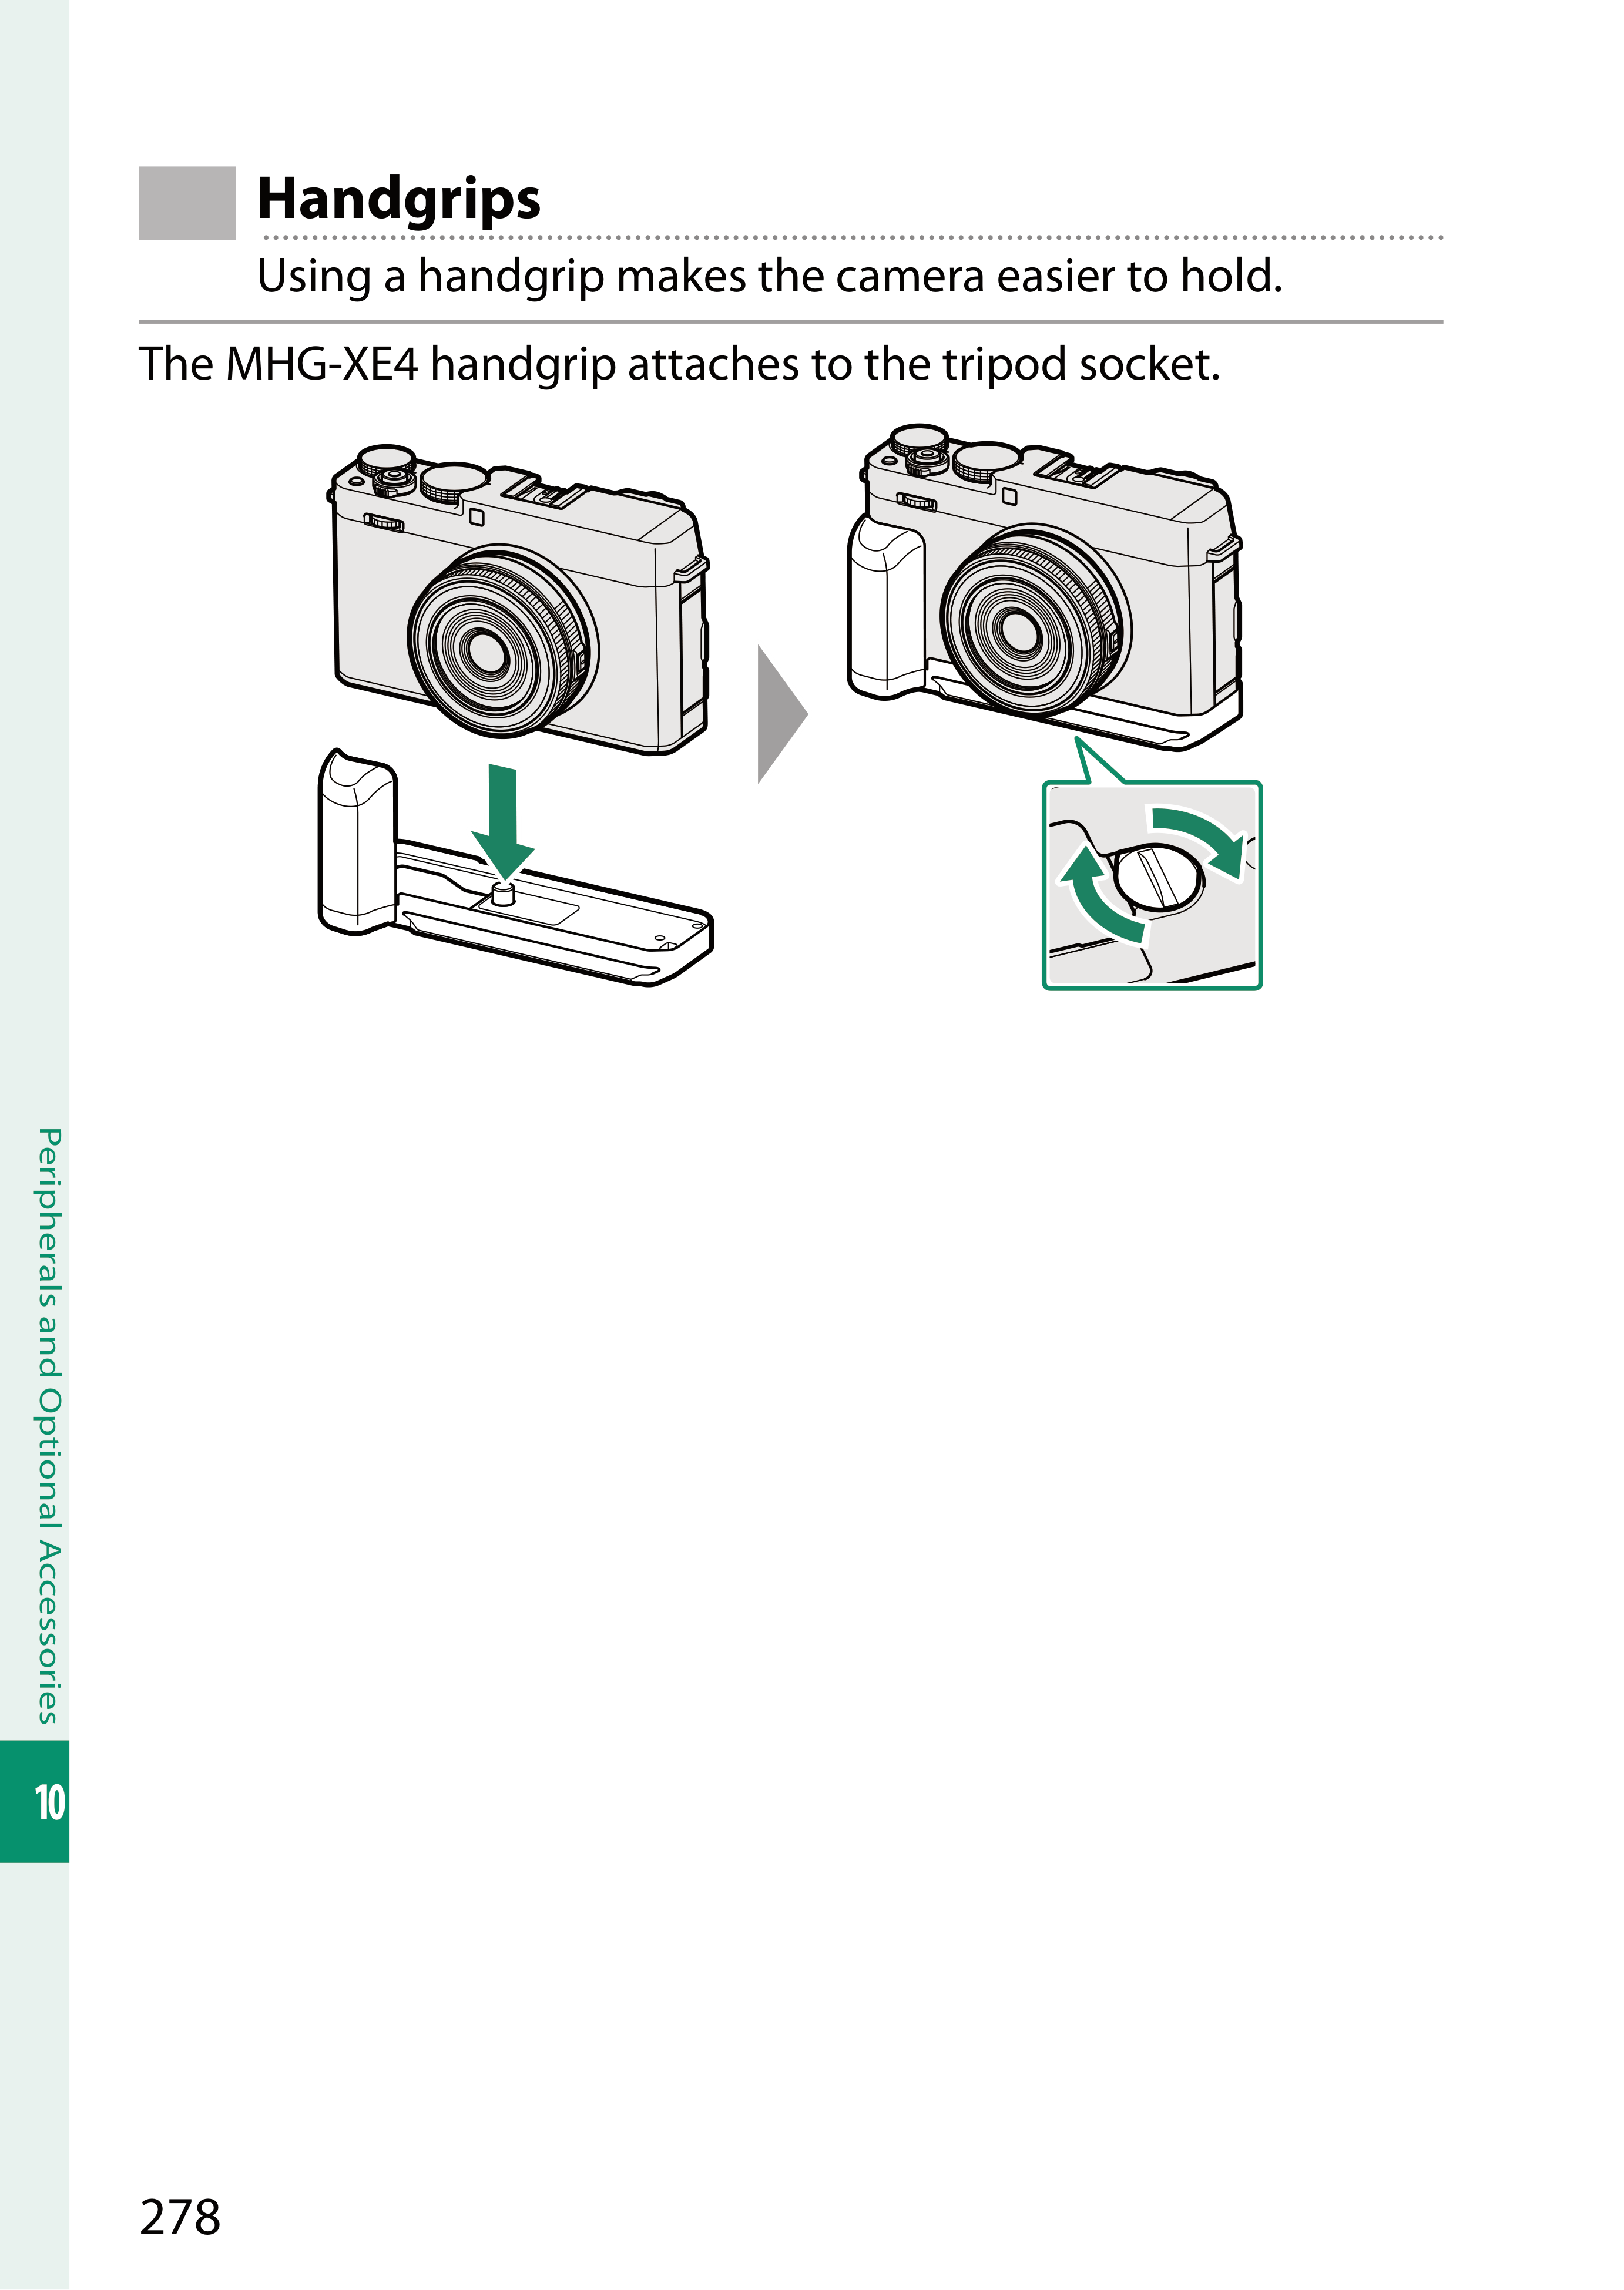 Handgrips
Using a handgrip makes the camera easier to hold.
The MHG-XE4 handgrip attaches to the tripod socket.
Peripherals and Optional Accessories
10
278